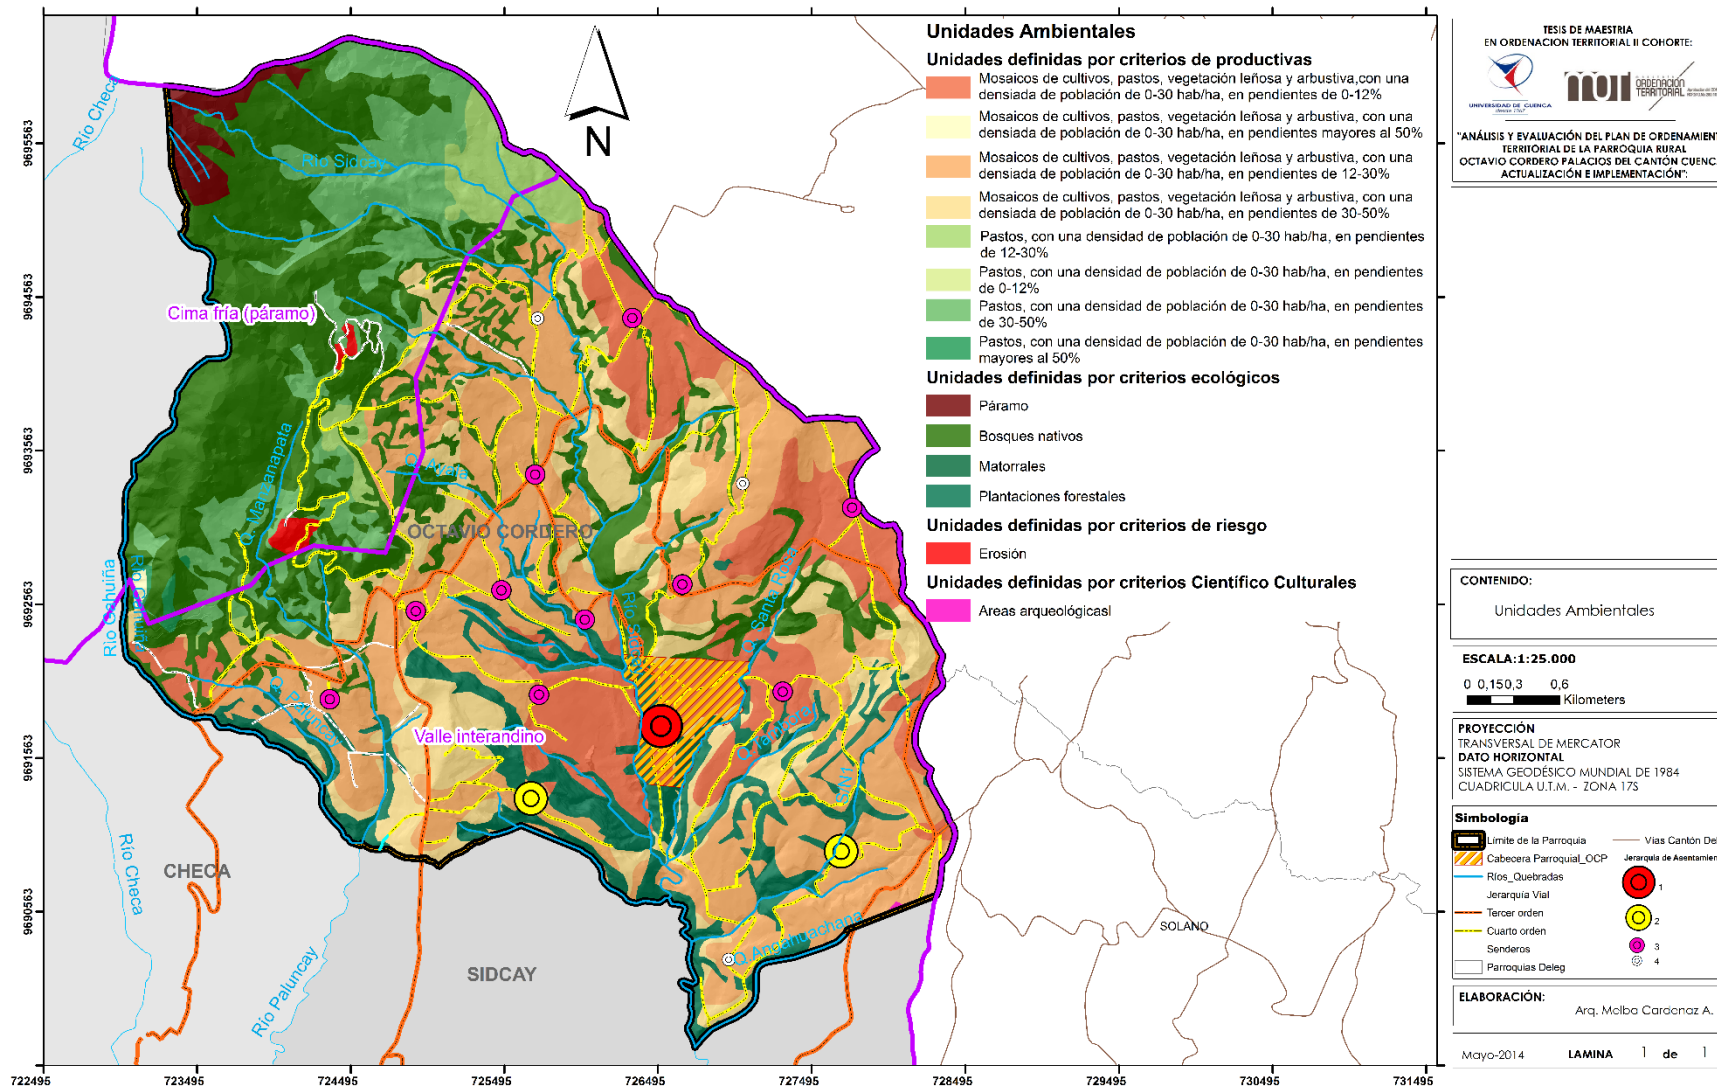 Unidades Ambientales
Unidades definidas por criterios de productivas
Mosaicos de cultivos, pastos, vegetación leñosa y arbustiva,con una
densiada de población de 0-30 hab/ha, en pendientes de 0-12%
Mosaicos de cultivos, pastos, vegetación leñosa y arbustiva, con una
densiada de población de 0-30 hab/ha, en pendientes mayores al 50%
Mosaicos de cultivos, pastos, vegetación leñosa y arbustiva, con una
densiada de población de 0-30 hab/ha, en pendientes de 12-30%
Mosaicos de cultivos, pastos, vegetación leñosa y arbustiva, con una
densiada de población de 0-30 hab/ha, en pendientes de 30-50%
Pastos, con una densidad de población de 0-30 hab/ha, en pendientes
de 12-30%
Pastos, con una densidad de población de 0-30 hab/ha, en pendientes
de 0-12%
Pastos, con una densidad de población de 0-30 hab/ha, en pendientes
de 30-50%
Pastos, con una densidad de población de 0-30 hab/ha, en pendientes
mayores al 50%
Unidades definidas por criterios ecológicos
Páramo
Bosques nativos
Matorrales
Plantaciones forestales
Unidades definidas por criterios de riesgo
Erosión
Unidades definidas por criterios Científico Culturales
Areas arqueológicasl
N
Río Checa
Río Sidcay
Cima fría (páramo)
Q. Manzanapata
Q. Avala
OCTAVIO CORDERO
Río Ochuiña
Q. Santa Rosa
Q. Paluncay
Valle interandino
S/N1
CHECA
Río Checa
Río Paluncay
SIDCAY
SOLANO
9695563
9694563
9693563
9692563
9691563
9690563
722495
723495
724495
725495
726495
727495
728495
729495
730495
731495
TESIS DE MAESTRIA
EN ORDENACION TERRITORIAL II COHORTE:
UNIVERSIDAD DE CUENCA
desde 1867
mot
ORDENACIÓN
TERRITORIAL
"ANÁLISIS Y EVALUACIÓN DEL PLAN DE ORDENAMIEN
TERRITORIAL DE LA PARROQUIA RURAL
OCTAVIO CORDERO PALACIOS DEL CANTÓN CUENC
ACTUALIZACIÓN E IMPLEMENTACIÓN":
CONTENIDO:
Unidades Ambientales
ESCALA:1:25.000
0 0,150,3 0,6
Kilometers
PROYECCIÓN
TRANSVERSAL DE MERCATOR
DATO HORIZONTAL
SISTEMA GEODÉSICO MUNDIAL DE 1984
CUADRICULA U.T.M. - ZONA 17S
Simbología
Límite de la Parroquia
Cabecera Parroquial_OCP
Ríos_Quebradas
Jerarquía Vial
Tercer orden
Cuarto orden
Senderos
Parroquias Deleg
Vias Cantón Del
Jerarquia de Asentamien
1
2
3
4
ELABORACIÓN:
Arq. Melba Cardenaz A.
Mayo-2014 LAMINA 1 de 1